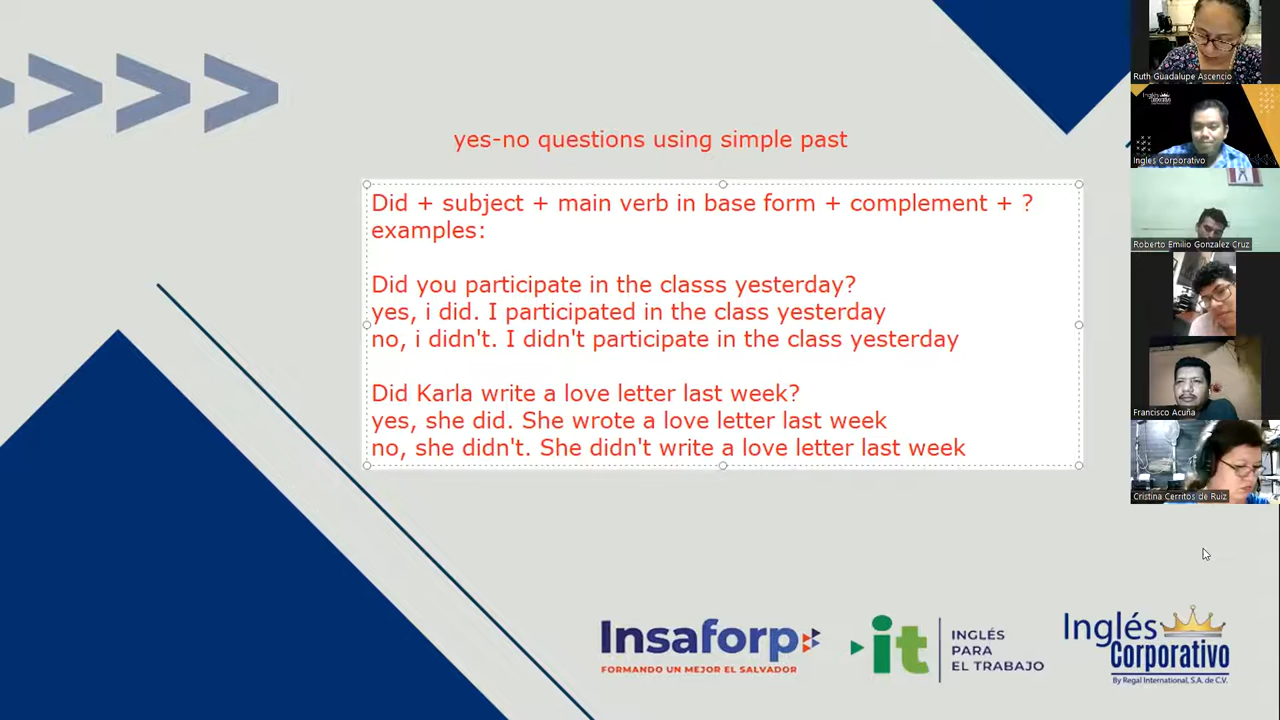 yes-no questions using simple past
Did + subject + main verb in base form + complement + ?
examples:
Did you participate in the classs yesterday?
yes, i did. I participated in the class yesterday
no, i didn't. I didn't participate in the class yesterday
Did Karla write a love letter last week?
yes, she did. She wrote a love letter last week
no, she didn't. She didn't write a love letter last week
Insaforp
FORMANDO UN MEJOR EL SALVADOR
it
INGLÉS
PARA
EL TRABAJO
Inglés
Corporativo
By Regal International, S.A. de C.V.
Ruth Guadalupe Ascencio
Inglés Corporativo
Roberto Emilio Gonzalez Cruz
Francisco Acuña
Cristina Cerritos de Ruiz